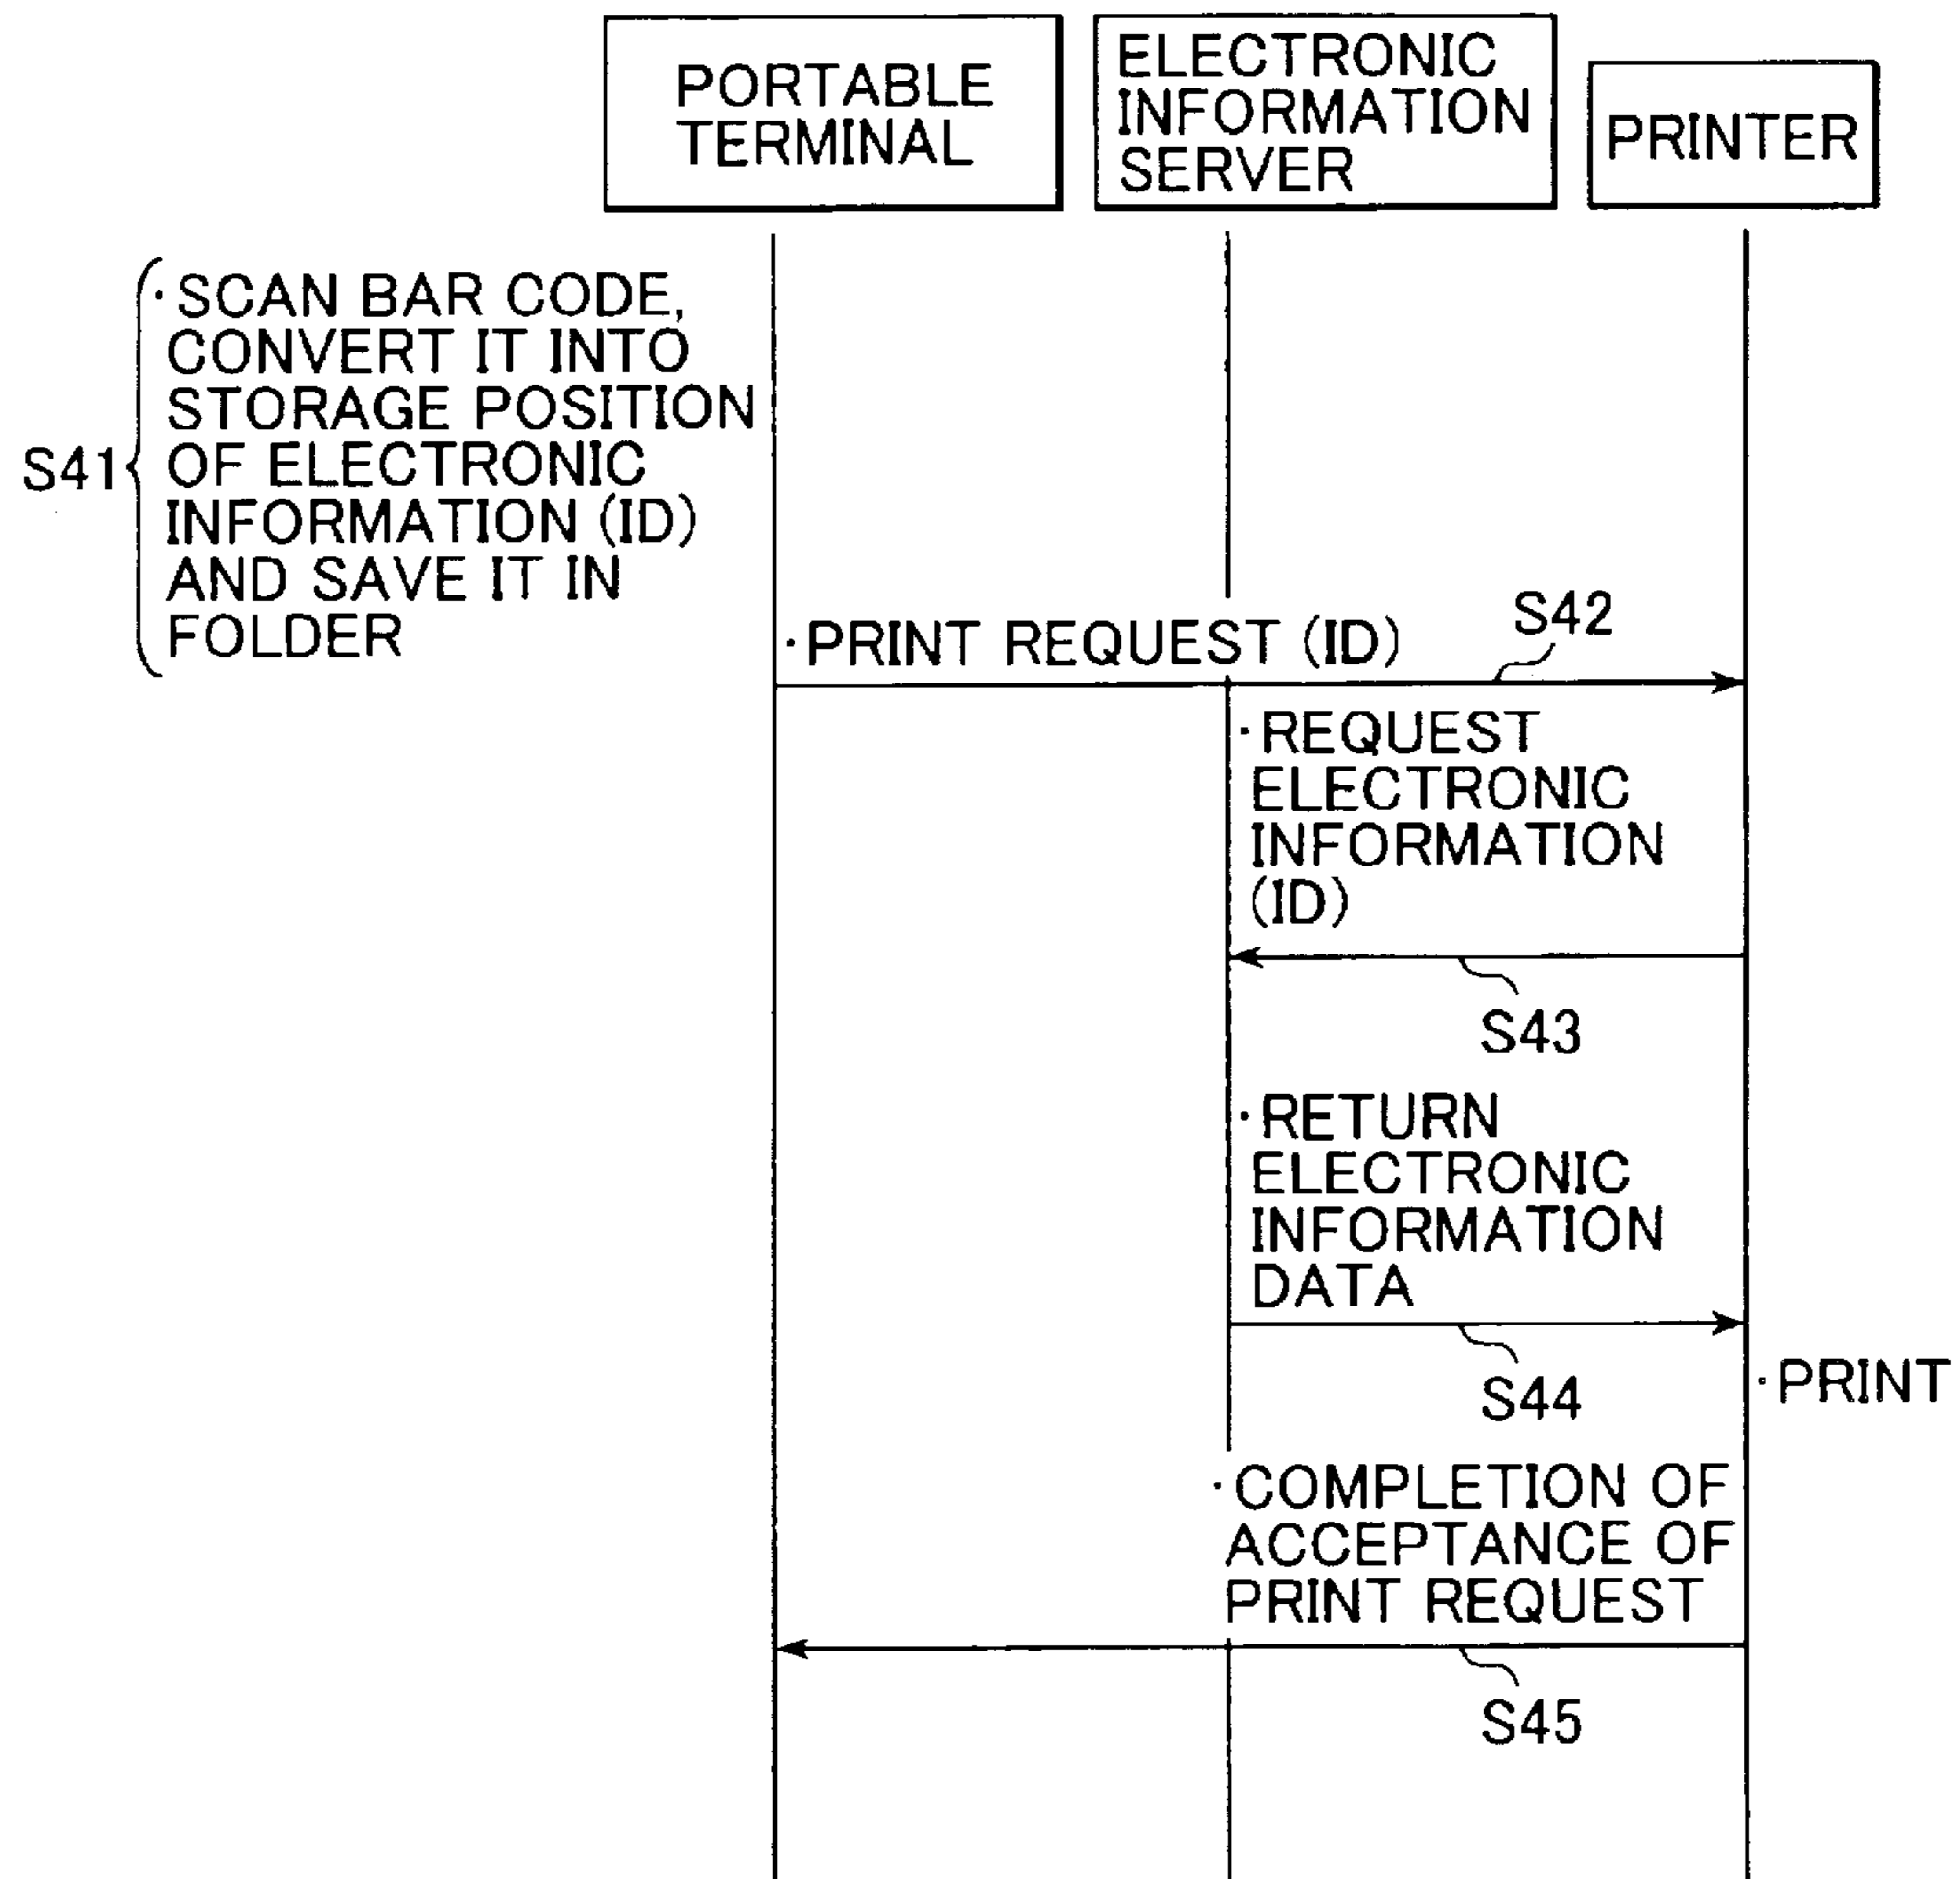 PORTABLE
TERMINAL
ELECTRONIC
INFORMATION
SERVER
PRINTER
S41
·SCAN BAR CODE,
CONVERT IT INTO
STORAGE POSITION
OF ELECTRONIC
INFORMATION (ID)
AND SAVE IT IN
FOLDER
·PRINT REQUEST (ID)
S42
·REQUEST
ELECTRONIC
INFORMATION
(ID)
S43
·RETURN
ELECTRONIC
INFORMATION
DATA
S44
·PRINT
·COMPLETION OF
ACCEPTANCE OF
PRINT REQUEST
S45